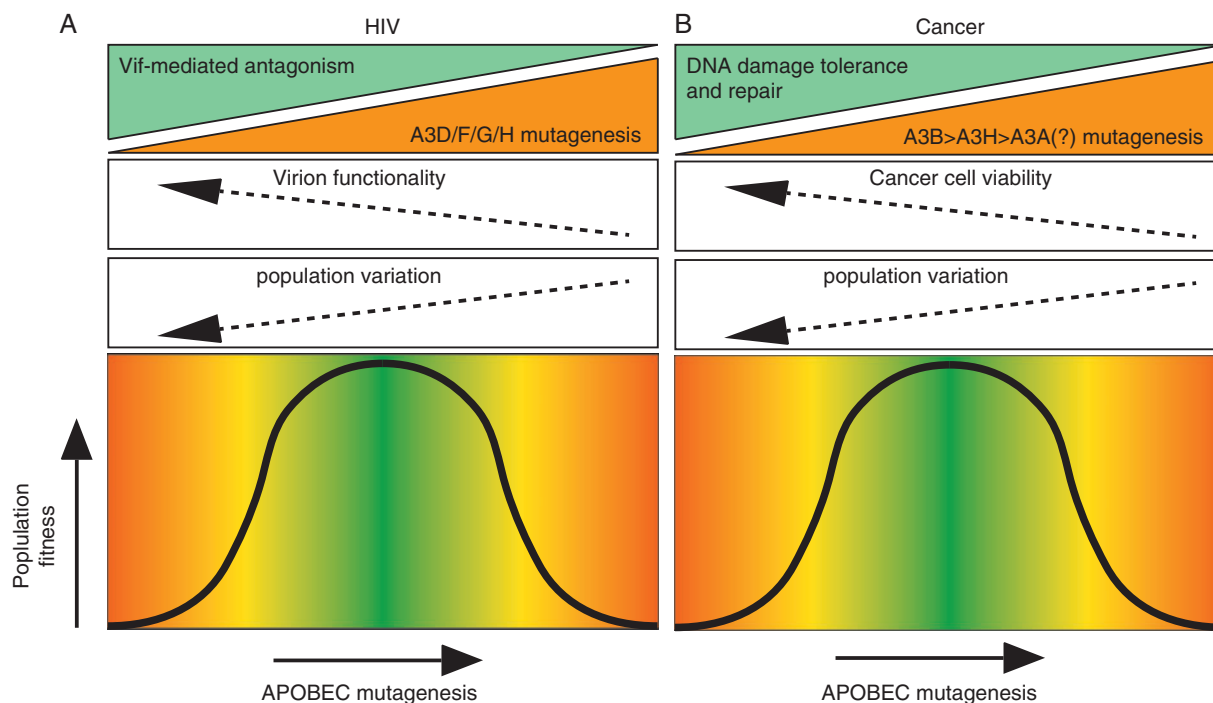 A
HIV
Vif-mediated antagonism
A3D/F/G/H mutagenesis
Virion functionality
population variation
Poplulation
fitness
APOBEC mutagenesis
B
Cancer
DNA damage tolerance
and repair
A3B>A3H>A3A(?) mutagenesis
Cancer cell viability
population variation
APOBEC mutagenesis